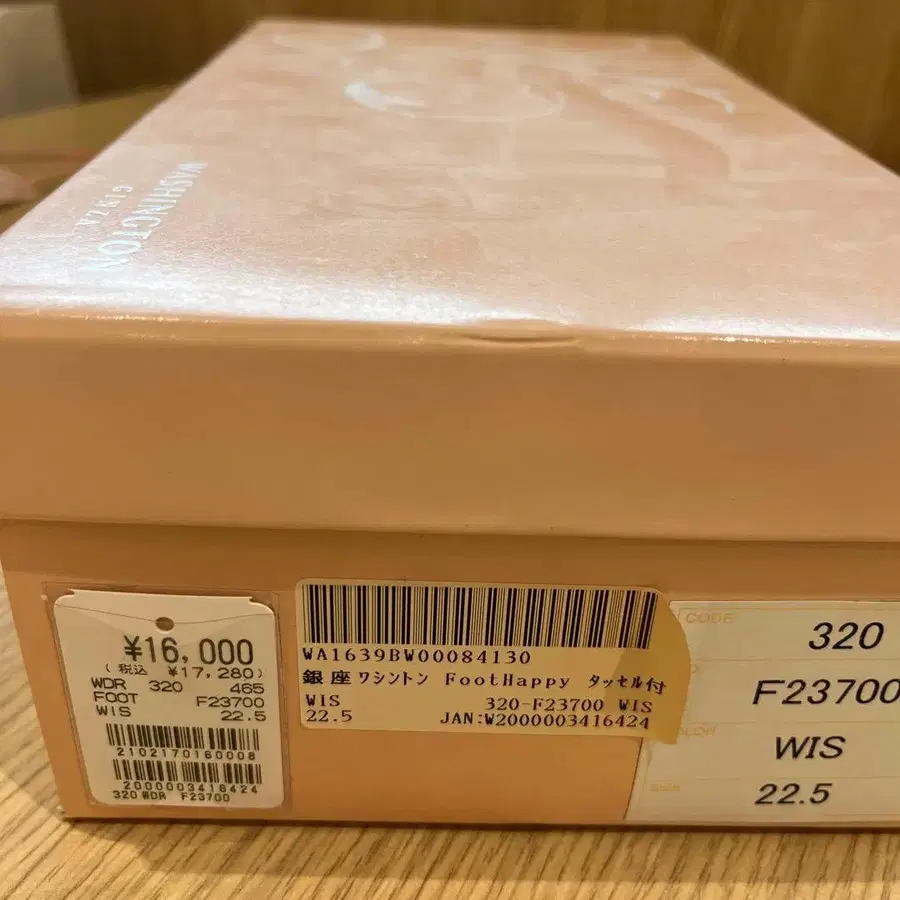 WASHINGTON
GINZA
¥16,000
(税込 ¥17,280)
WDR 320 465
FOOT F23700
WIS 22.5
2102170160008
2000003416424
320 WDR F23700
WA1639BW00084130
銀座ワシントン FootHappy タッセル付
WIS 320-F23700 WIS
22.5 JAN:W2000003416424
CODE 320
F23700
WIS
SIZE 22.5